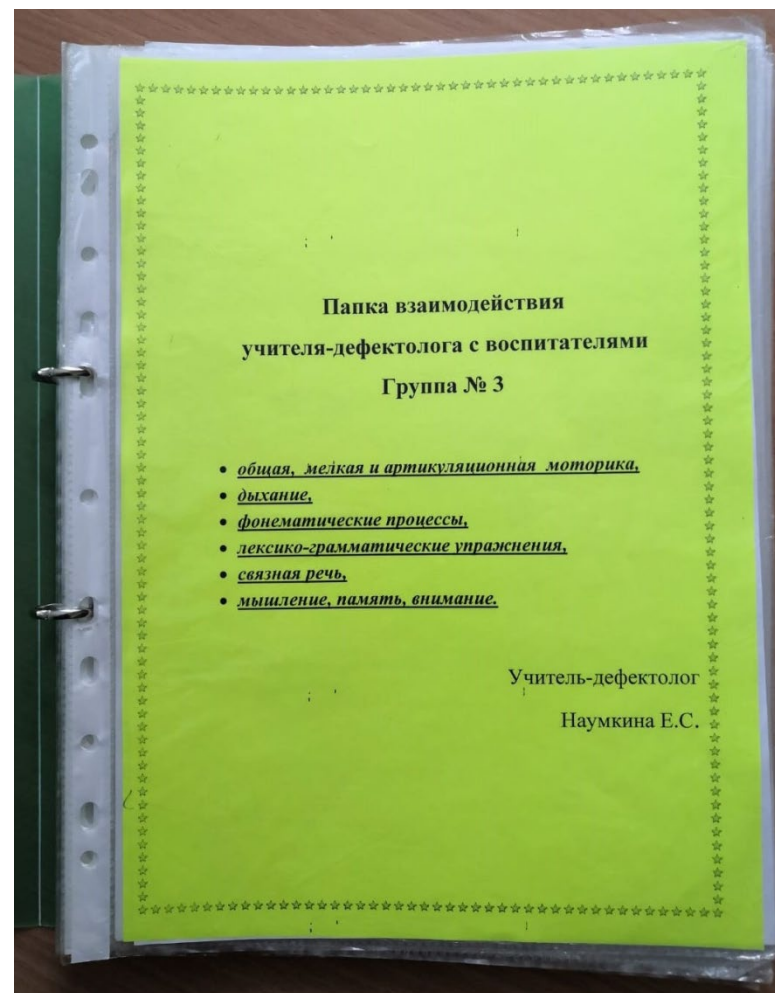 Папка взаимодействия
учителя-дефектолога с воспитателями
Группа № 3
• общая, мелкая и артикуляционная моторика,
• дыхание,
• фонематические процессы,
• лексико-грамматические упражнения,
• связная речь,
• мышление, память, внимание.
Учитель-дефектолог
Наумкина Е.С.